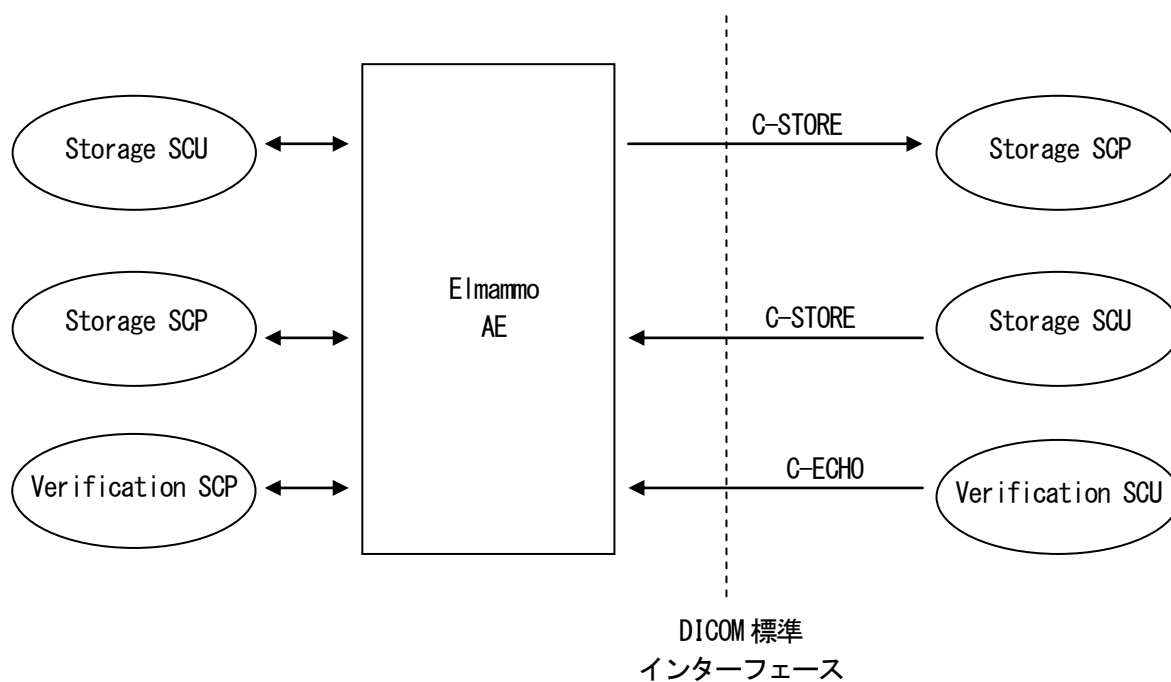 C-STORE
Storage SCU
Storage SCP
Elmammo
AE
Storage SCP
C-STORE
Storage SCU
Verification SCP
C-ECHO
Verification SCU
DICOM 標準
インターフェース